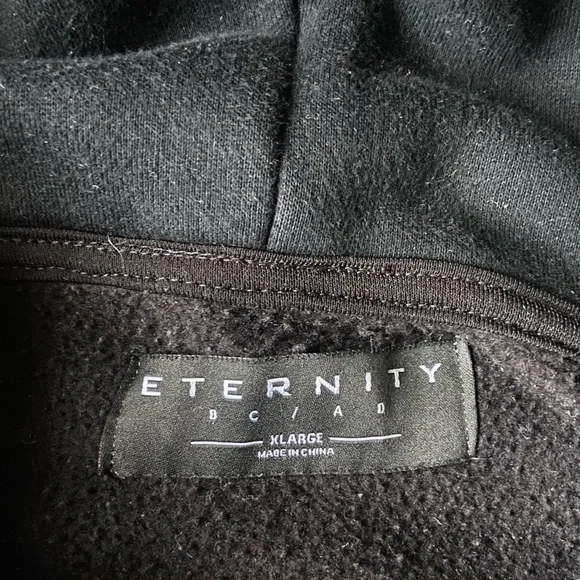 ETERNITY
BC/AD
XLARGE
MADE IN CHINA